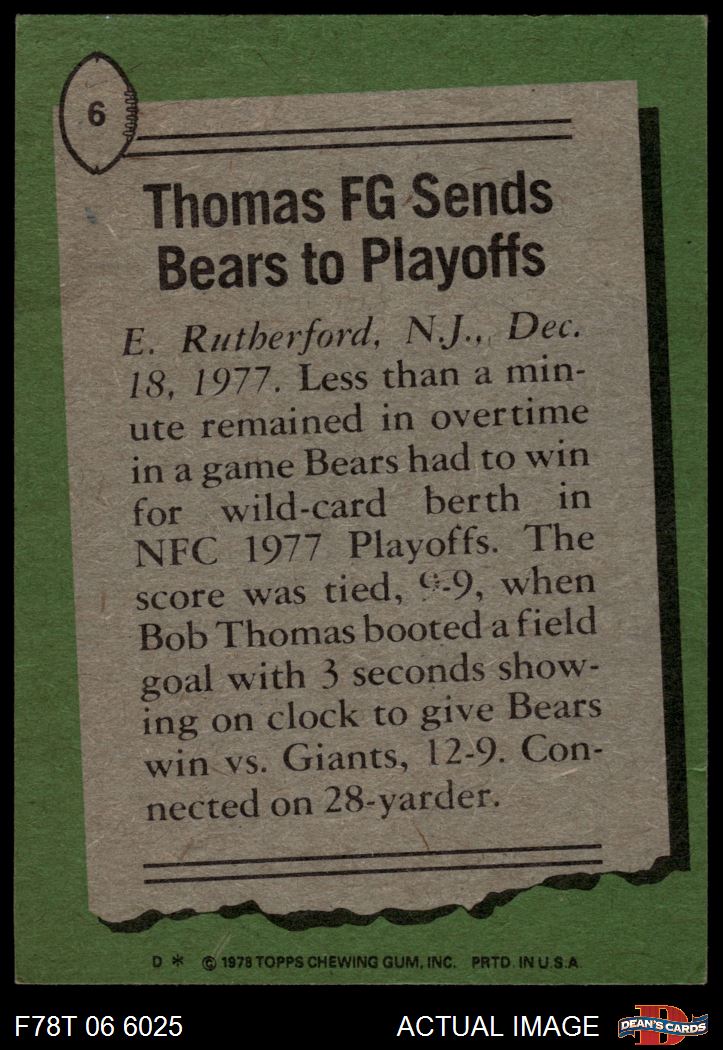 6
Thomas FG Sends
Bears to Playoffs
E. Rutherford, N.J., Dec.
18, 1977. Less than a min-
ute remained in overtime
in a game Bears had to win
for wild-card berth in
NFC 1977 Playoffs. The
score was tied, 9-9, when
Bob Thomas booted a field
goal with 3 seconds show-
ing on clock to give Bears
win vs. Giants, 12-9. Con-
nected on 28-yarder.
D * © 1978 TOPPS CHEWING GUM, INC. PRTD. IN U.S.A.
F78T 06 6025
ACTUAL IMAGE
D
DEAN'S CARDS